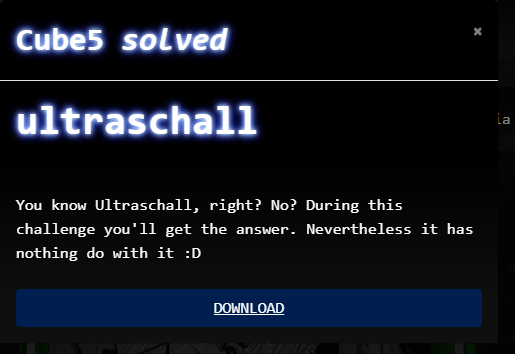 Cube5 solved
×
ultraschall
ia
You know Ultraschall, right? No? During this
challenge you'll get the answer. Nevertheless it has
nothing do with it :D
DOWNLOAD